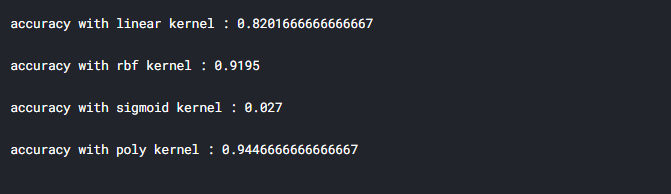 accuracy with linear kernel : 0.8201666666666667
accuracy with rbf kernel : 0.9195
accuracy with sigmoid kernel : 0.027
accuracy with poly kernel : 0.9446666666666667